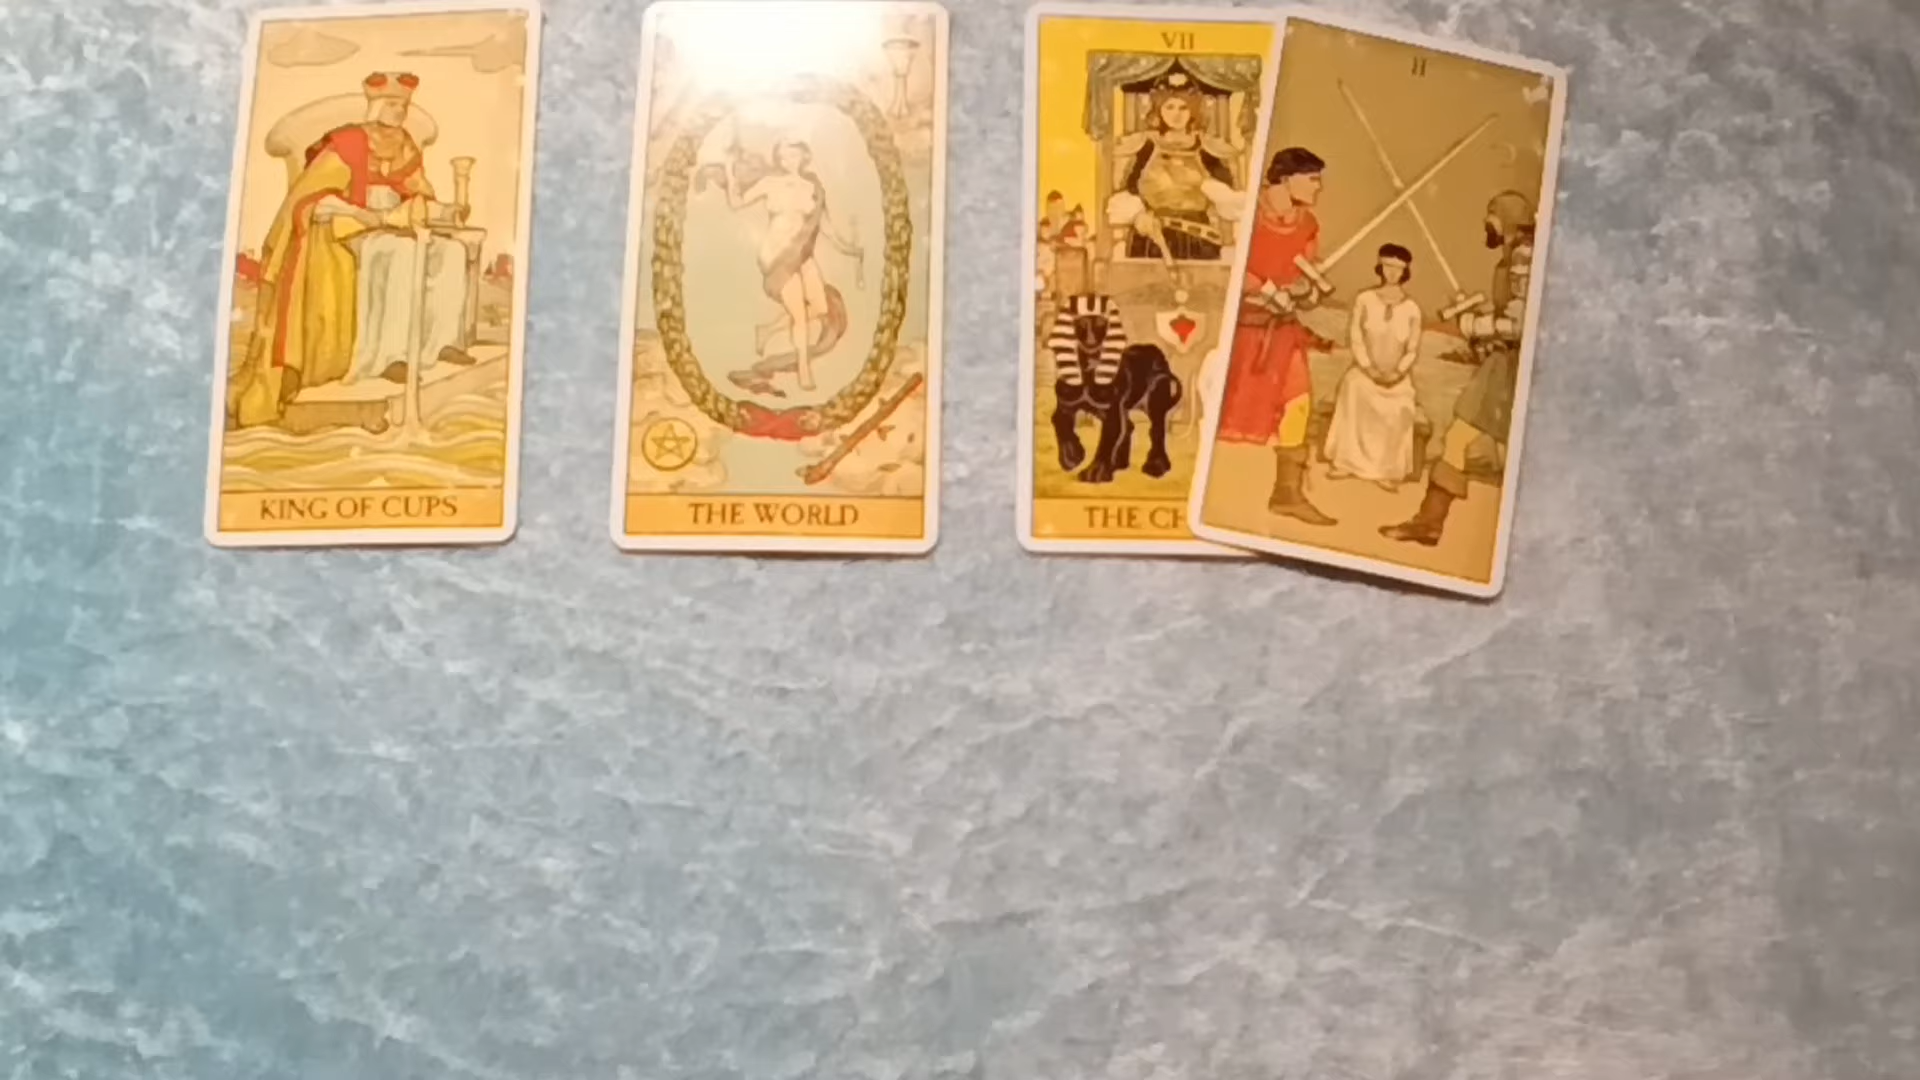 KING OF CUPS
THE WORLD
VII
THE CH
II